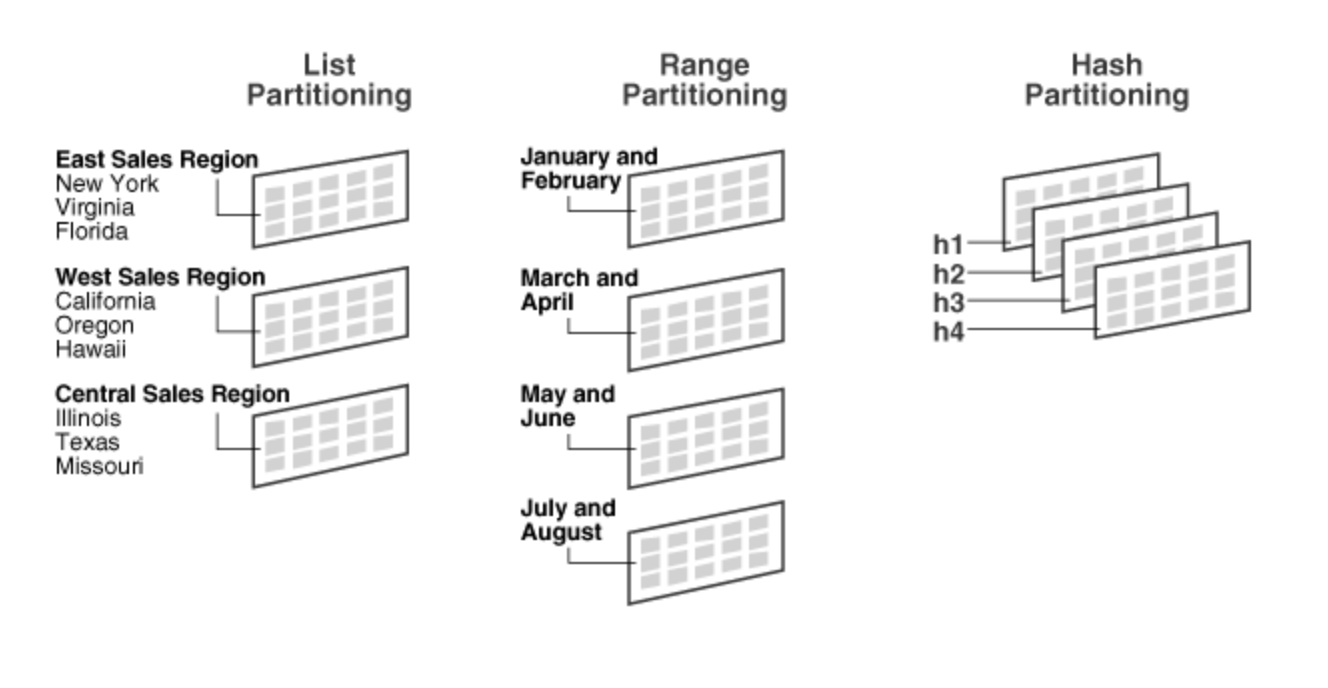 List
Partitioning
East Sales Region
New York
Virginia
Florida
West Sales Region
California
Oregon
Hawaii
Central Sales Region
Illinois
Texas
Missouri
Range
Partitioning
January and
February
March and
April
May and
June
July and
August
Hash
Partitioning
h1
h2
h3
h4